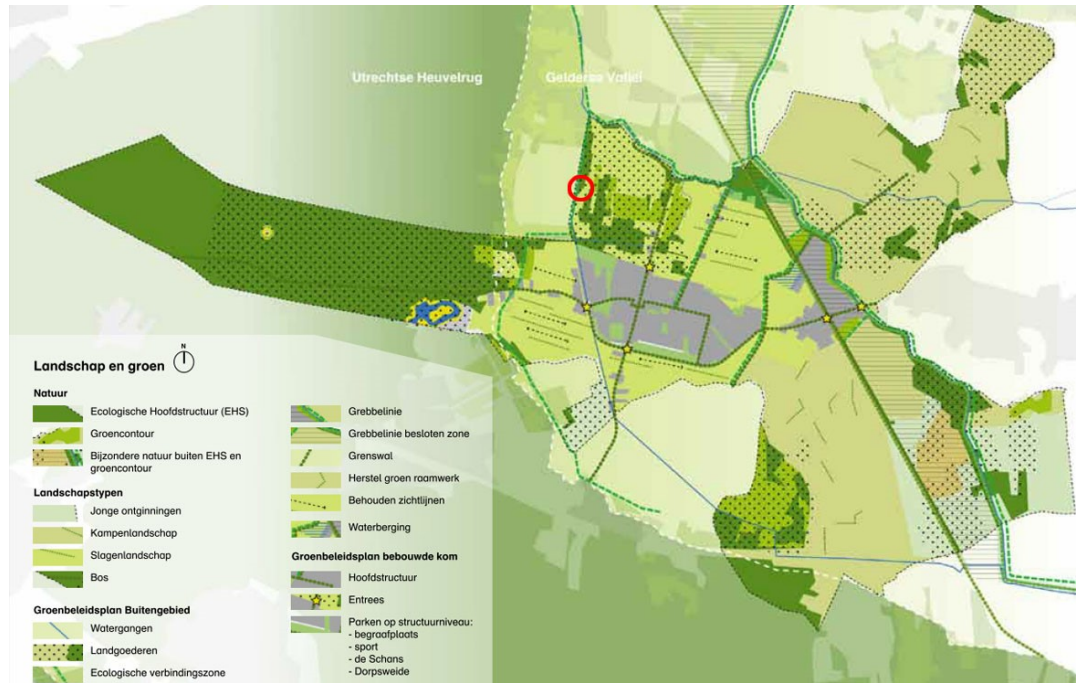 Utrechtse Heuvelrug
Gelderse Vallei
Landschap en groen
N
Natuur
Ecologische Hoofdstructuur (EHS)
Groencontour
Bijzondere natuur buiten EHS en
groencontour
Landschapstypen
Jonge ontginningen
Kampenlandschap
Slagenlandschap
Bos
Groenbeleidsplan Buitengebied
Watergangen
Landgoederen
Ecologische verbindingszone
Grebbelinie
Grebbelinie besloten zone
Grenswal
Herstel groen raamwerk
Behouden zichtlijnen
Waterberging
Groenbeleidsplan bebouwde kom
Hoofdstructuur
Entrees
Parken op structuurniveau:
- begraafplaats
- sport
- de Schans
- Dorpsweide